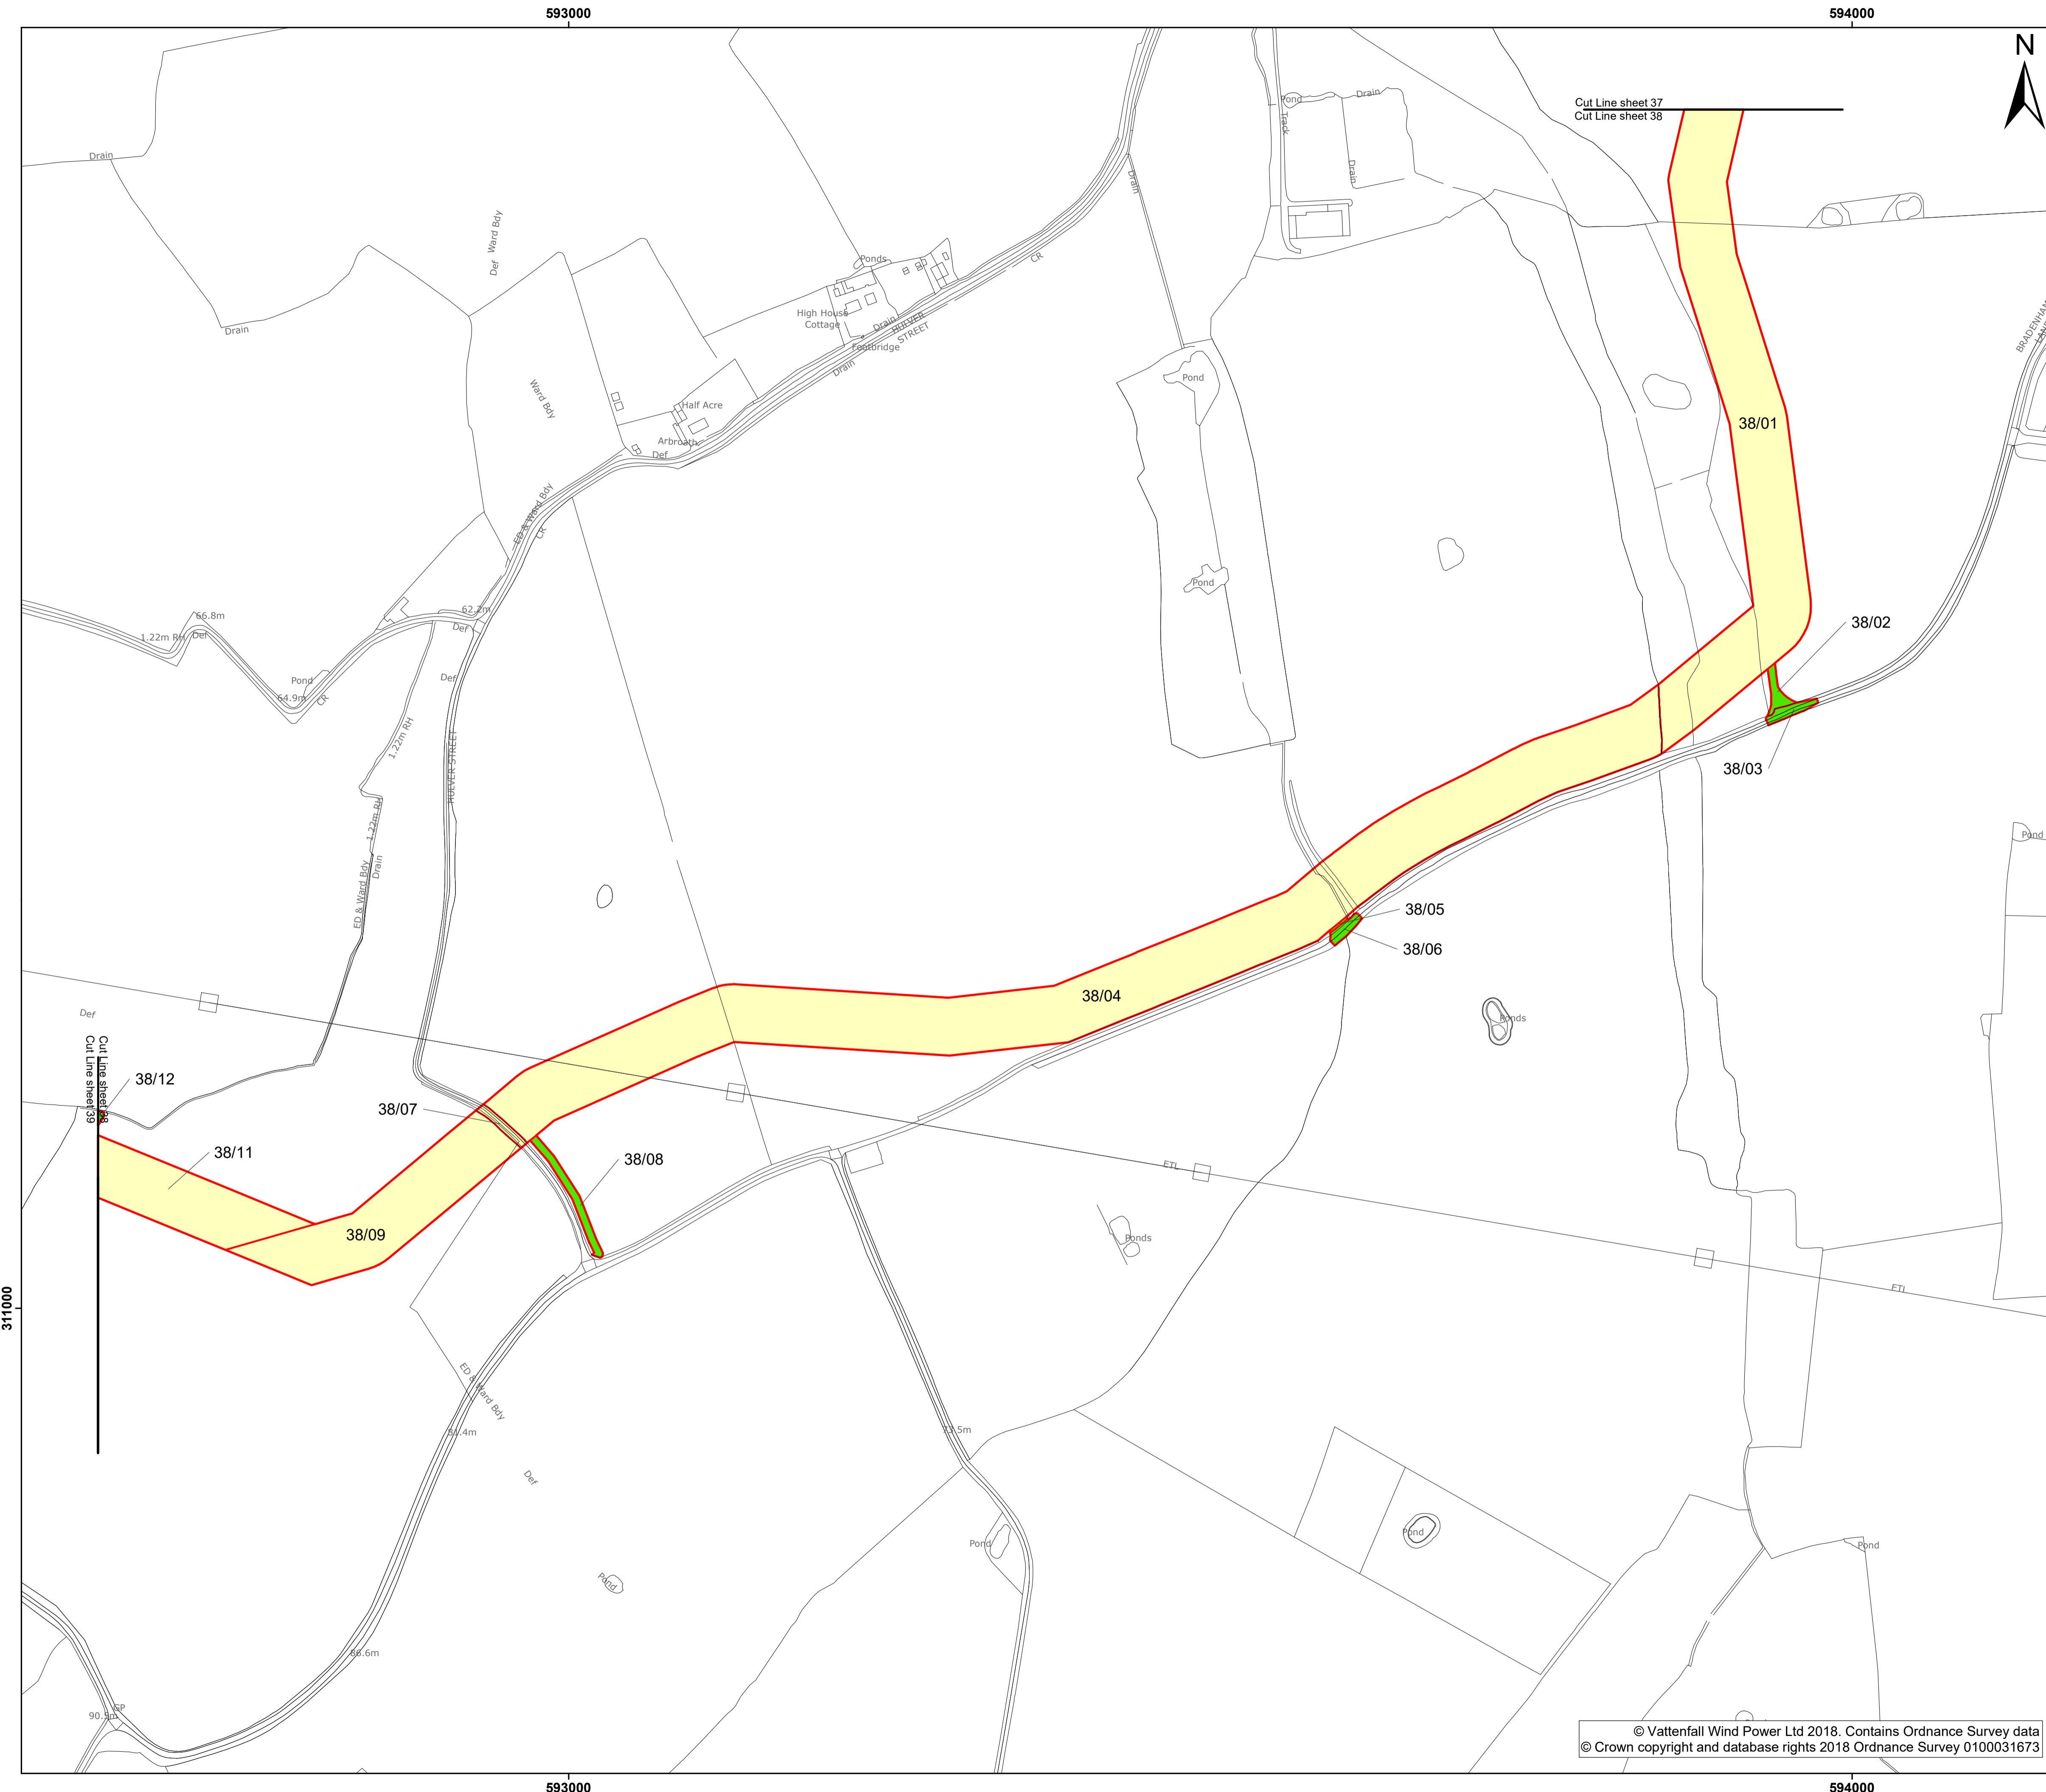 593000
594000
N
Cut Line sheet 37
Cut Line sheet 38
Pond
Drain
Track
Drain
Drain
Drain
Def Ward Bdy
Drain
Ponds
CR
High House
Cottage
Drain
HULVER
STREET
Footbridge
Drain
BRADENHAM
LANE
Pond
Ward Bdy
Half Acre
Arbroath
Def
38/01
ED & Ward Bdy
CR
Pond
62.2m
66.8m
1.22m RH
Def
Def
38/02
Def
Pond
64.9m
CR
1.22m RH
HULVER STREET
38/03
1.22m RH
Drain
ED & Ward Bdy
Pond
38/05
38/06
38/04
Def
Ponds
Cut Line sheet 38
Cut Line sheet 39
38/12
38/07
38/11
38/08
ETL
38/09
Ponds
ETL
311000
ED & Ward Bdy
81.4m
73.5m
Def
Pond
Pond
Pond
Pond
86.6m
GP
90.5m
© Vattenfall Wind Power Ltd 2018. Contains Ordnance Survey data
© Crown copyright and database rights 2018 Ordnance Survey 0100031673
593000
594000